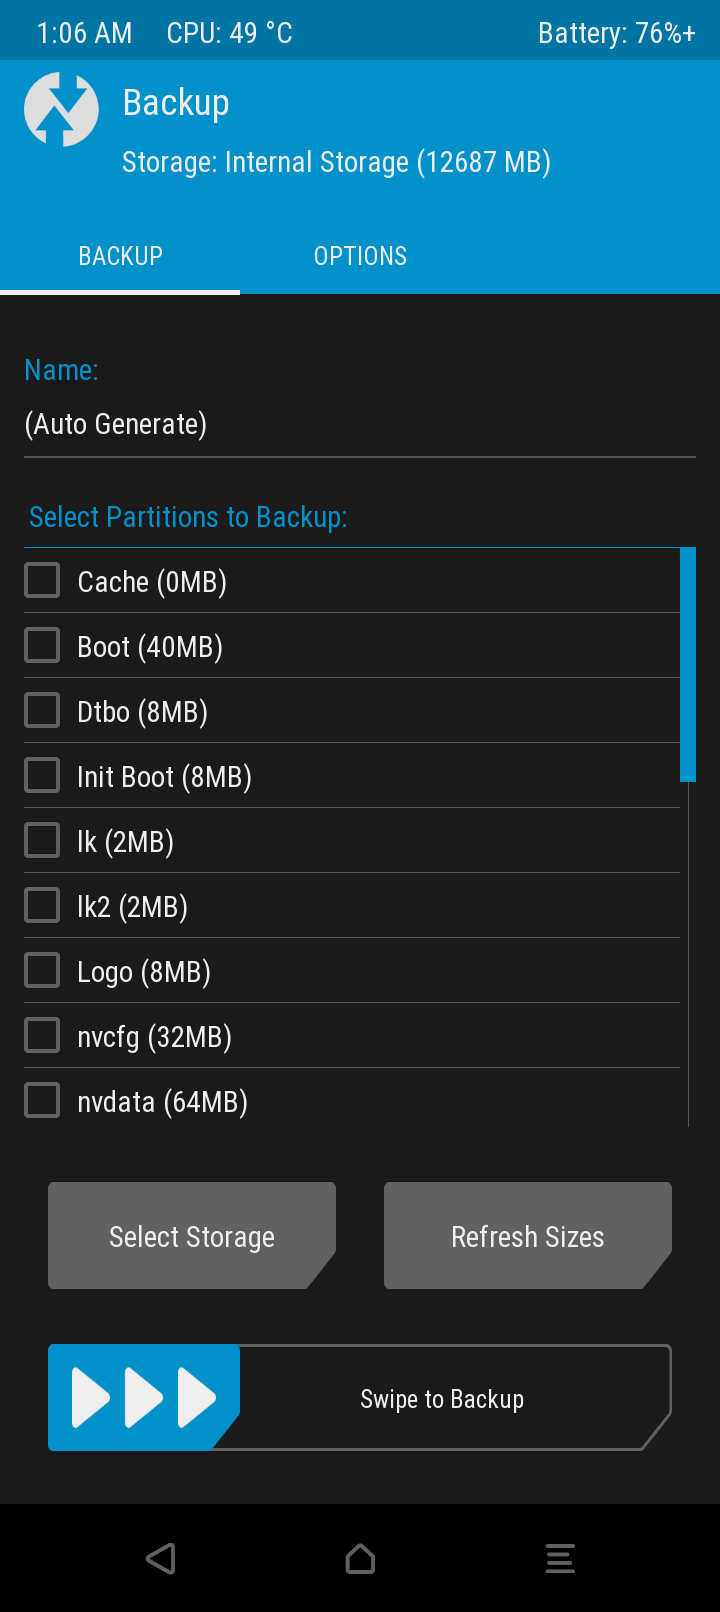 1:06 AM CPU: 49 °C Battery: 76%+
Backup
Storage: Internal Storage (12687 MB)
BACKUP OPTIONS
Name:
(Auto Generate)
Select Partitions to Backup:
Cache (0MB)
Boot (40MB)
Dtbo (8MB)
Init Boot (8MB)
lk (2MB)
lk2 (2MB)
Logo (8MB)
nvcfg (32MB)
nvdata (64MB)
Select Storage Refresh Sizes
Swipe to Backup